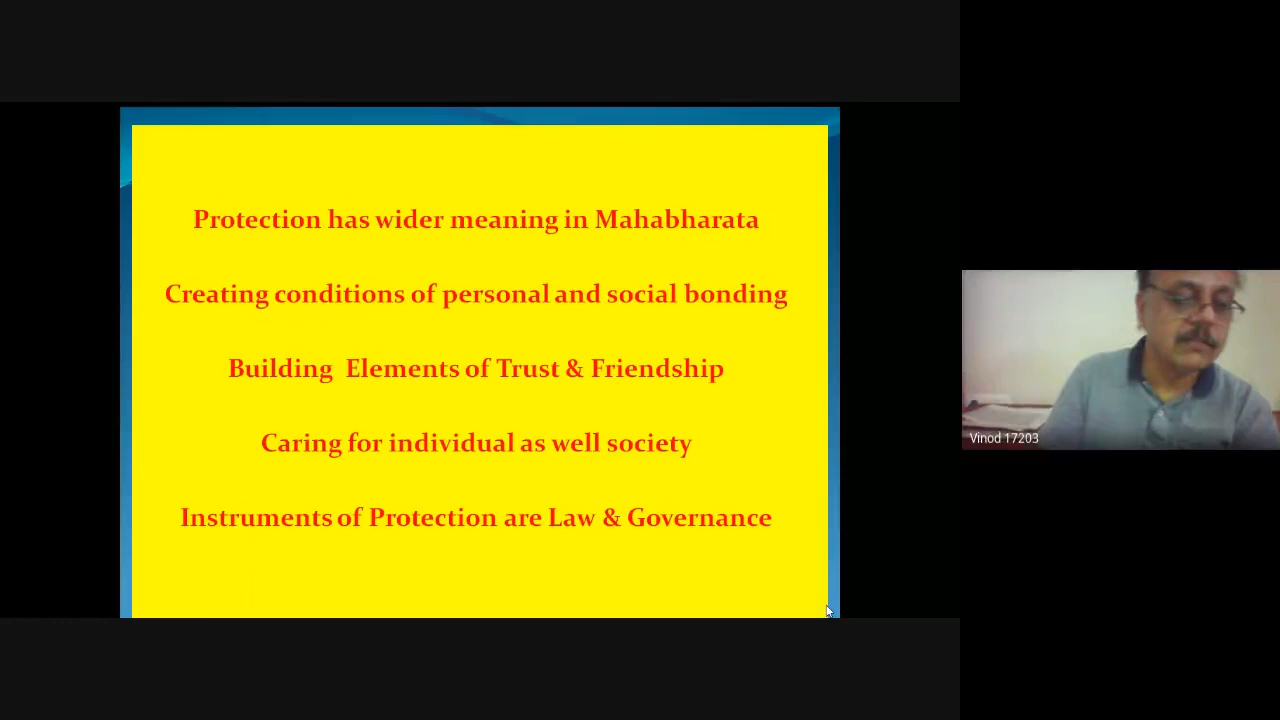 Protection has wider meaning in Mahabharata
Creating conditions of personal and social bonding
Building Elements of Trust & Friendship
Caring for individual as well society
Instruments of Protection are Law & Governance
Vinod 17203